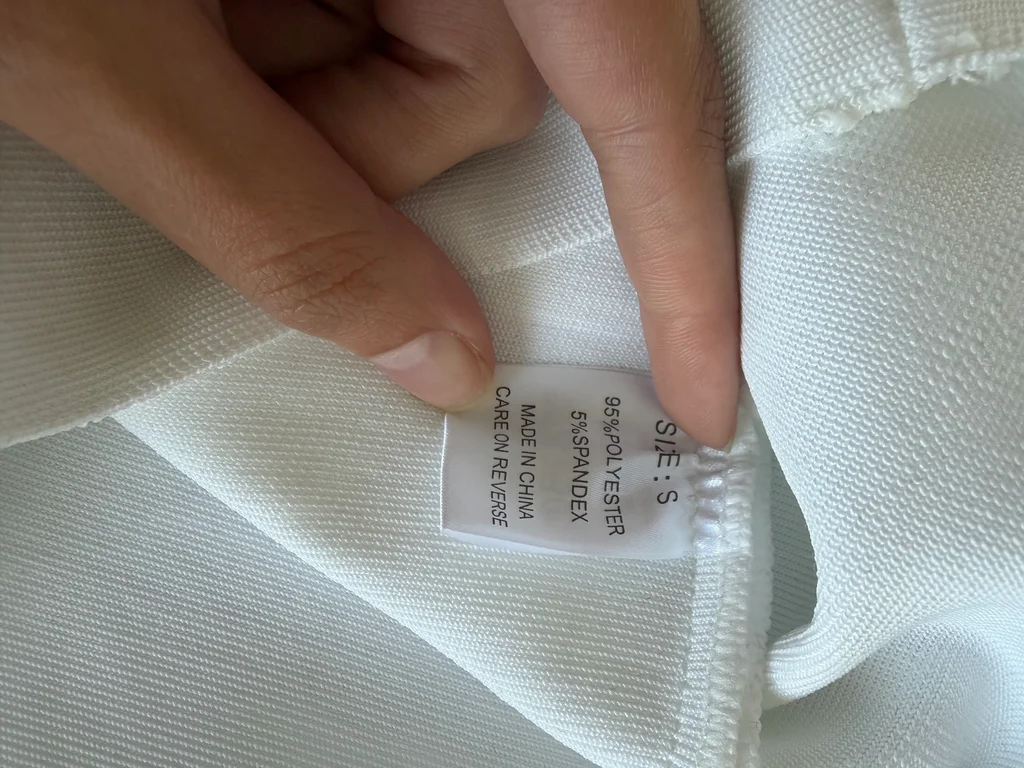 SIZE : S
95%POLYESTER
5%SPANDEX
MADE IN CHINA
CARE ON REVERSE